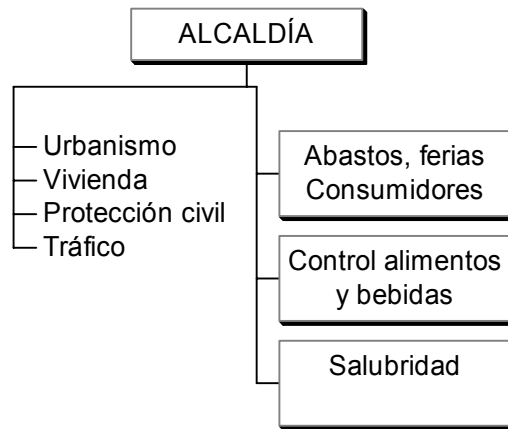 ALCALDÍA
Urbanismo
Vivienda
Protección civil
Tráfico
Abastos, ferias
Consumidores
Control alimentos
y bebidas
Salubridad